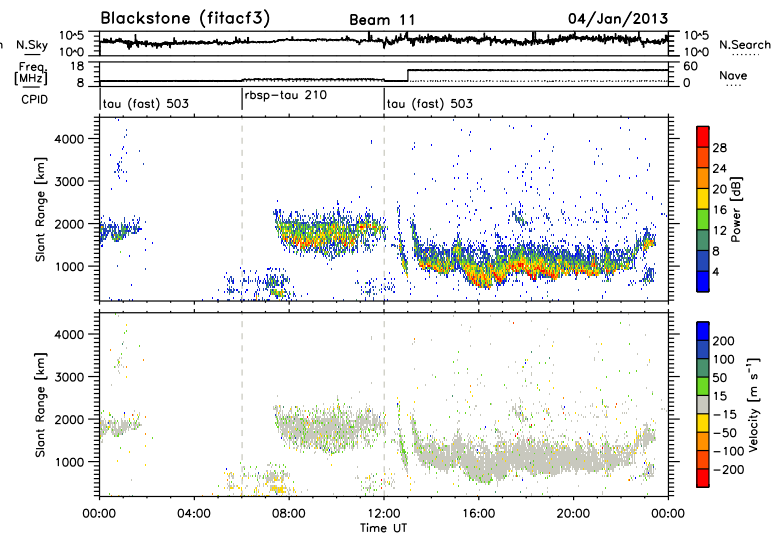 Blackstone (fitacf3) Beam 11 04/Jan/2013
n N.Sky 10^5 10^0 10^5 10^0 N.Search
Freq. [MHz] 18 8 60 0 Nave
CPID tau (fast) 503 rbsp-tau 210 tau (fast) 503
Slant Range [km]
4000
3000
2000
1000
28
24
20
16
12
8
4
Power [dB]
Slant Range [km]
4000
3000
2000
1000
200
100
50
15
-15
-50
-100
-200
Velocity [m s⁻¹]
00:00 04:00 08:00 12:00 16:00 20:00 00:00
Time UT